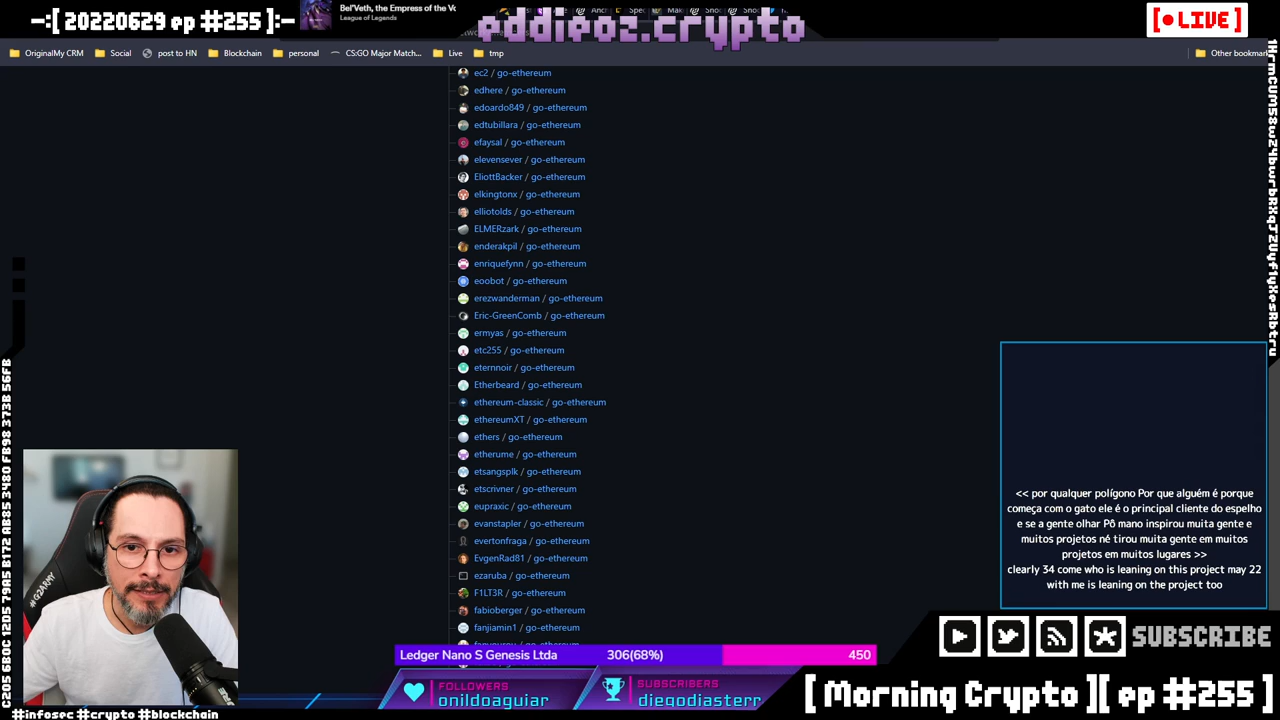 -:[ 20220629 ep #255 ]:-
Bel'Veth, the Empress of the Vo
League of Legends
eddieoz.crypto
[● LIVE ]
OriginalMy CRM
Social
post to HN
Blockchain
personal
CS:GO Major Match...
Live
tmp
Other bookmar
ec2 / go-ethereum
edhere / go-ethereum
edoardo849 / go-ethereum
edtubillara / go-ethereum
efaysal / go-ethereum
elevensever / go-ethereum
EliottBacker / go-ethereum
elkingtonx / go-ethereum
elliotolds / go-ethereum
ELMERzark / go-ethereum
enderakpil / go-ethereum
enriquefynn / go-ethereum
eoobot / go-ethereum
erezwanderman / go-ethereum
Eric-GreenComb / go-ethereum
ermyas / go-ethereum
etc255 / go-ethereum
eternnoir / go-ethereum
Etherbeard / go-ethereum
ethereum-classic / go-ethereum
ethereumXT / go-ethereum
ethers / go-ethereum
etherume / go-ethereum
etsangsplk / go-ethereum
etscrivner / go-ethereum
eupraxic / go-ethereum
evanstapler / go-ethereum
evertonfraga / go-ethereum
EvgenRad81 / go-ethereum
ezaruba / go-ethereum
F1LT3R / go-ethereum
fabioberger / go-ethereum
fanjiamin1 / go-ethereum
<< por qualquer polígono Por que alguém é porque
começa com o gato ele é o principal cliente do espelho
e se a gente olhar Pô mano inspirou muita gente e
muitos projetos né tirou muita gente em muitos
projetos em muitos lugares >>
clearly 34 come who is leaning on this project may 22
with me is leaning on the project too
SUBSCRIBE
Ledger Nano S Genesis Ltda
306(68%)
450
FOLLOWERS
onildoaguiar
SUBSCRIBERS
diegodiasterr
[ Morning Crypto ][ ep #255 ]
#infosec #crypto #blockchain